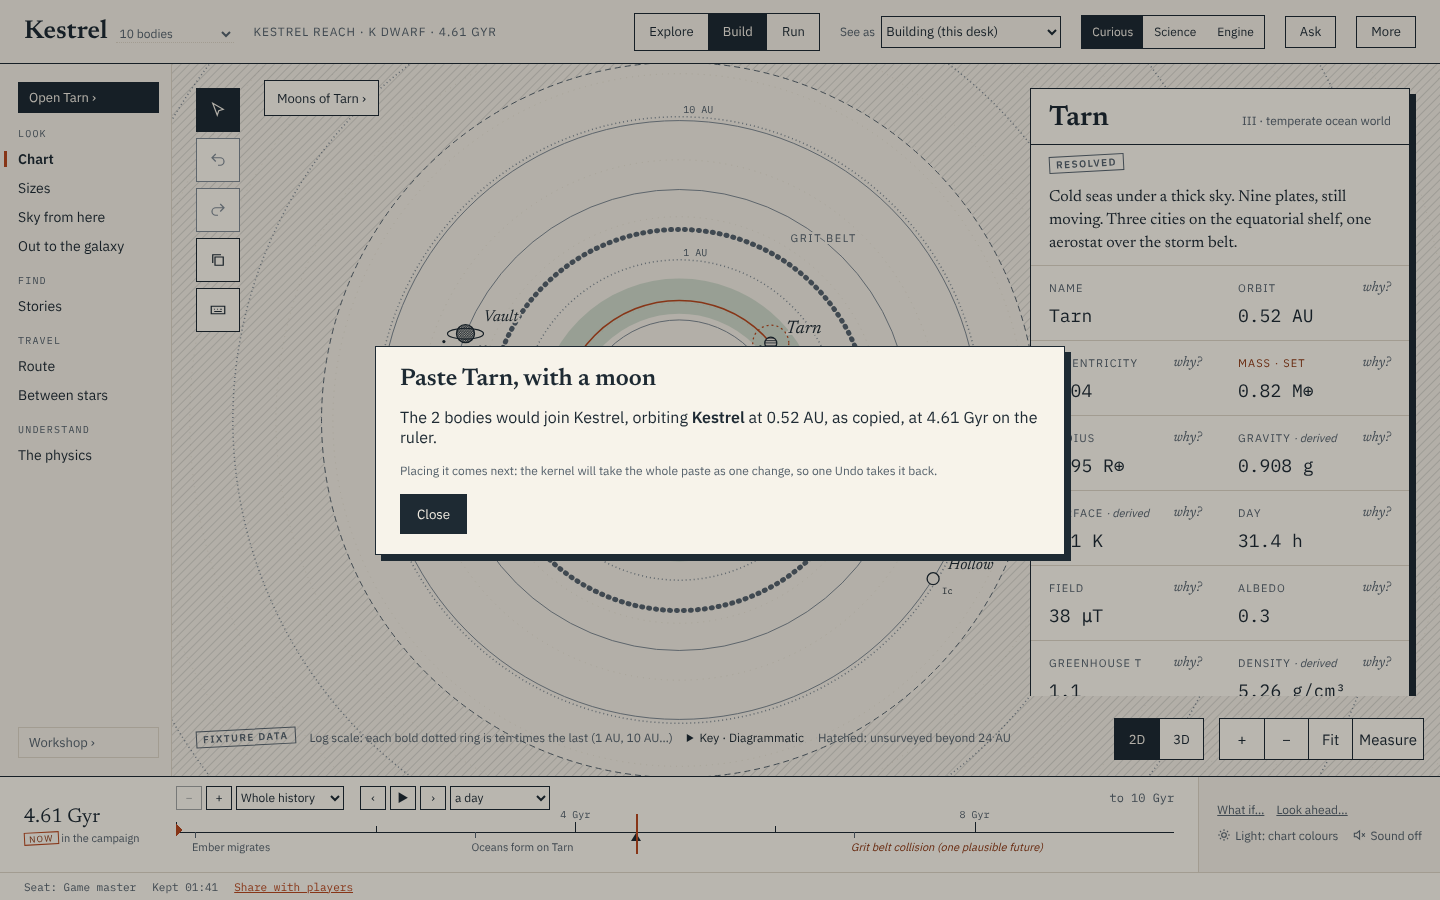 Kestrel
10 bodies
KESTREL REACH · K DWARF · 4.61 GYR
Explore
Build
Run
See as
Building (this desk)
Curious
Science
Engine
Ask
More
Open Tarn ›
LOOK
Chart
Sizes
Sky from here
Out to the galaxy
FIND
Stories
TRAVEL
Route
Between stars
UNDERSTAND
The physics
Workshop ›
Moons of Tarn ›
10 AU
GRIT BELT
1 AU
Vault
Tarn
Hollow
Ic
Paste Tarn, with a moon
The 2 bodies would join Kestrel, orbiting Kestrel at 0.52 AU, as copied, at 4.61 Gyr on the
ruler.
Placing it comes next: the kernel will take the whole paste as one change, so one Undo takes it back.
Close
Tarn
III · temperate ocean world
RESOLVED
Cold seas under a thick sky. Nine plates, still
moving. Three cities on the equatorial shelf, one
aerostat over the storm belt.
NAME
Tarn
ORBIT why?
0.52 AU
ENTRICITY why?
04
MASS · SET why?
0.82 M⊕
IUS why?
95 R⊕
GRAVITY · derived why?
0.908 g
FACE · derived why?
1 K
DAY why?
31.4 h
FIELD why?
38 µT
ALBEDO why?
0.3
GREENHOUSE T why?
1.1
DENSITY · derived why?
5.26 g/cm³
FIXTURE DATA
Log scale: each bold dotted ring is ten times the last (1 AU, 10 AU…)
Key · Diagrammatic
Hatched: unsurveyed beyond 24 AU
2D
3D
+
−
Fit
Measure
4.61 Gyr
NOW in the campaign
−
+
Whole history
‹
›
a day
to 10 Gyr
4 Gyr
8 Gyr
Ember migrates
Oceans form on Tarn
Grit belt collision (one plausible future)
What if…
Look ahead…
Light: chart colours
Sound off
Seat: Game master
Kept 01:41
Share with players